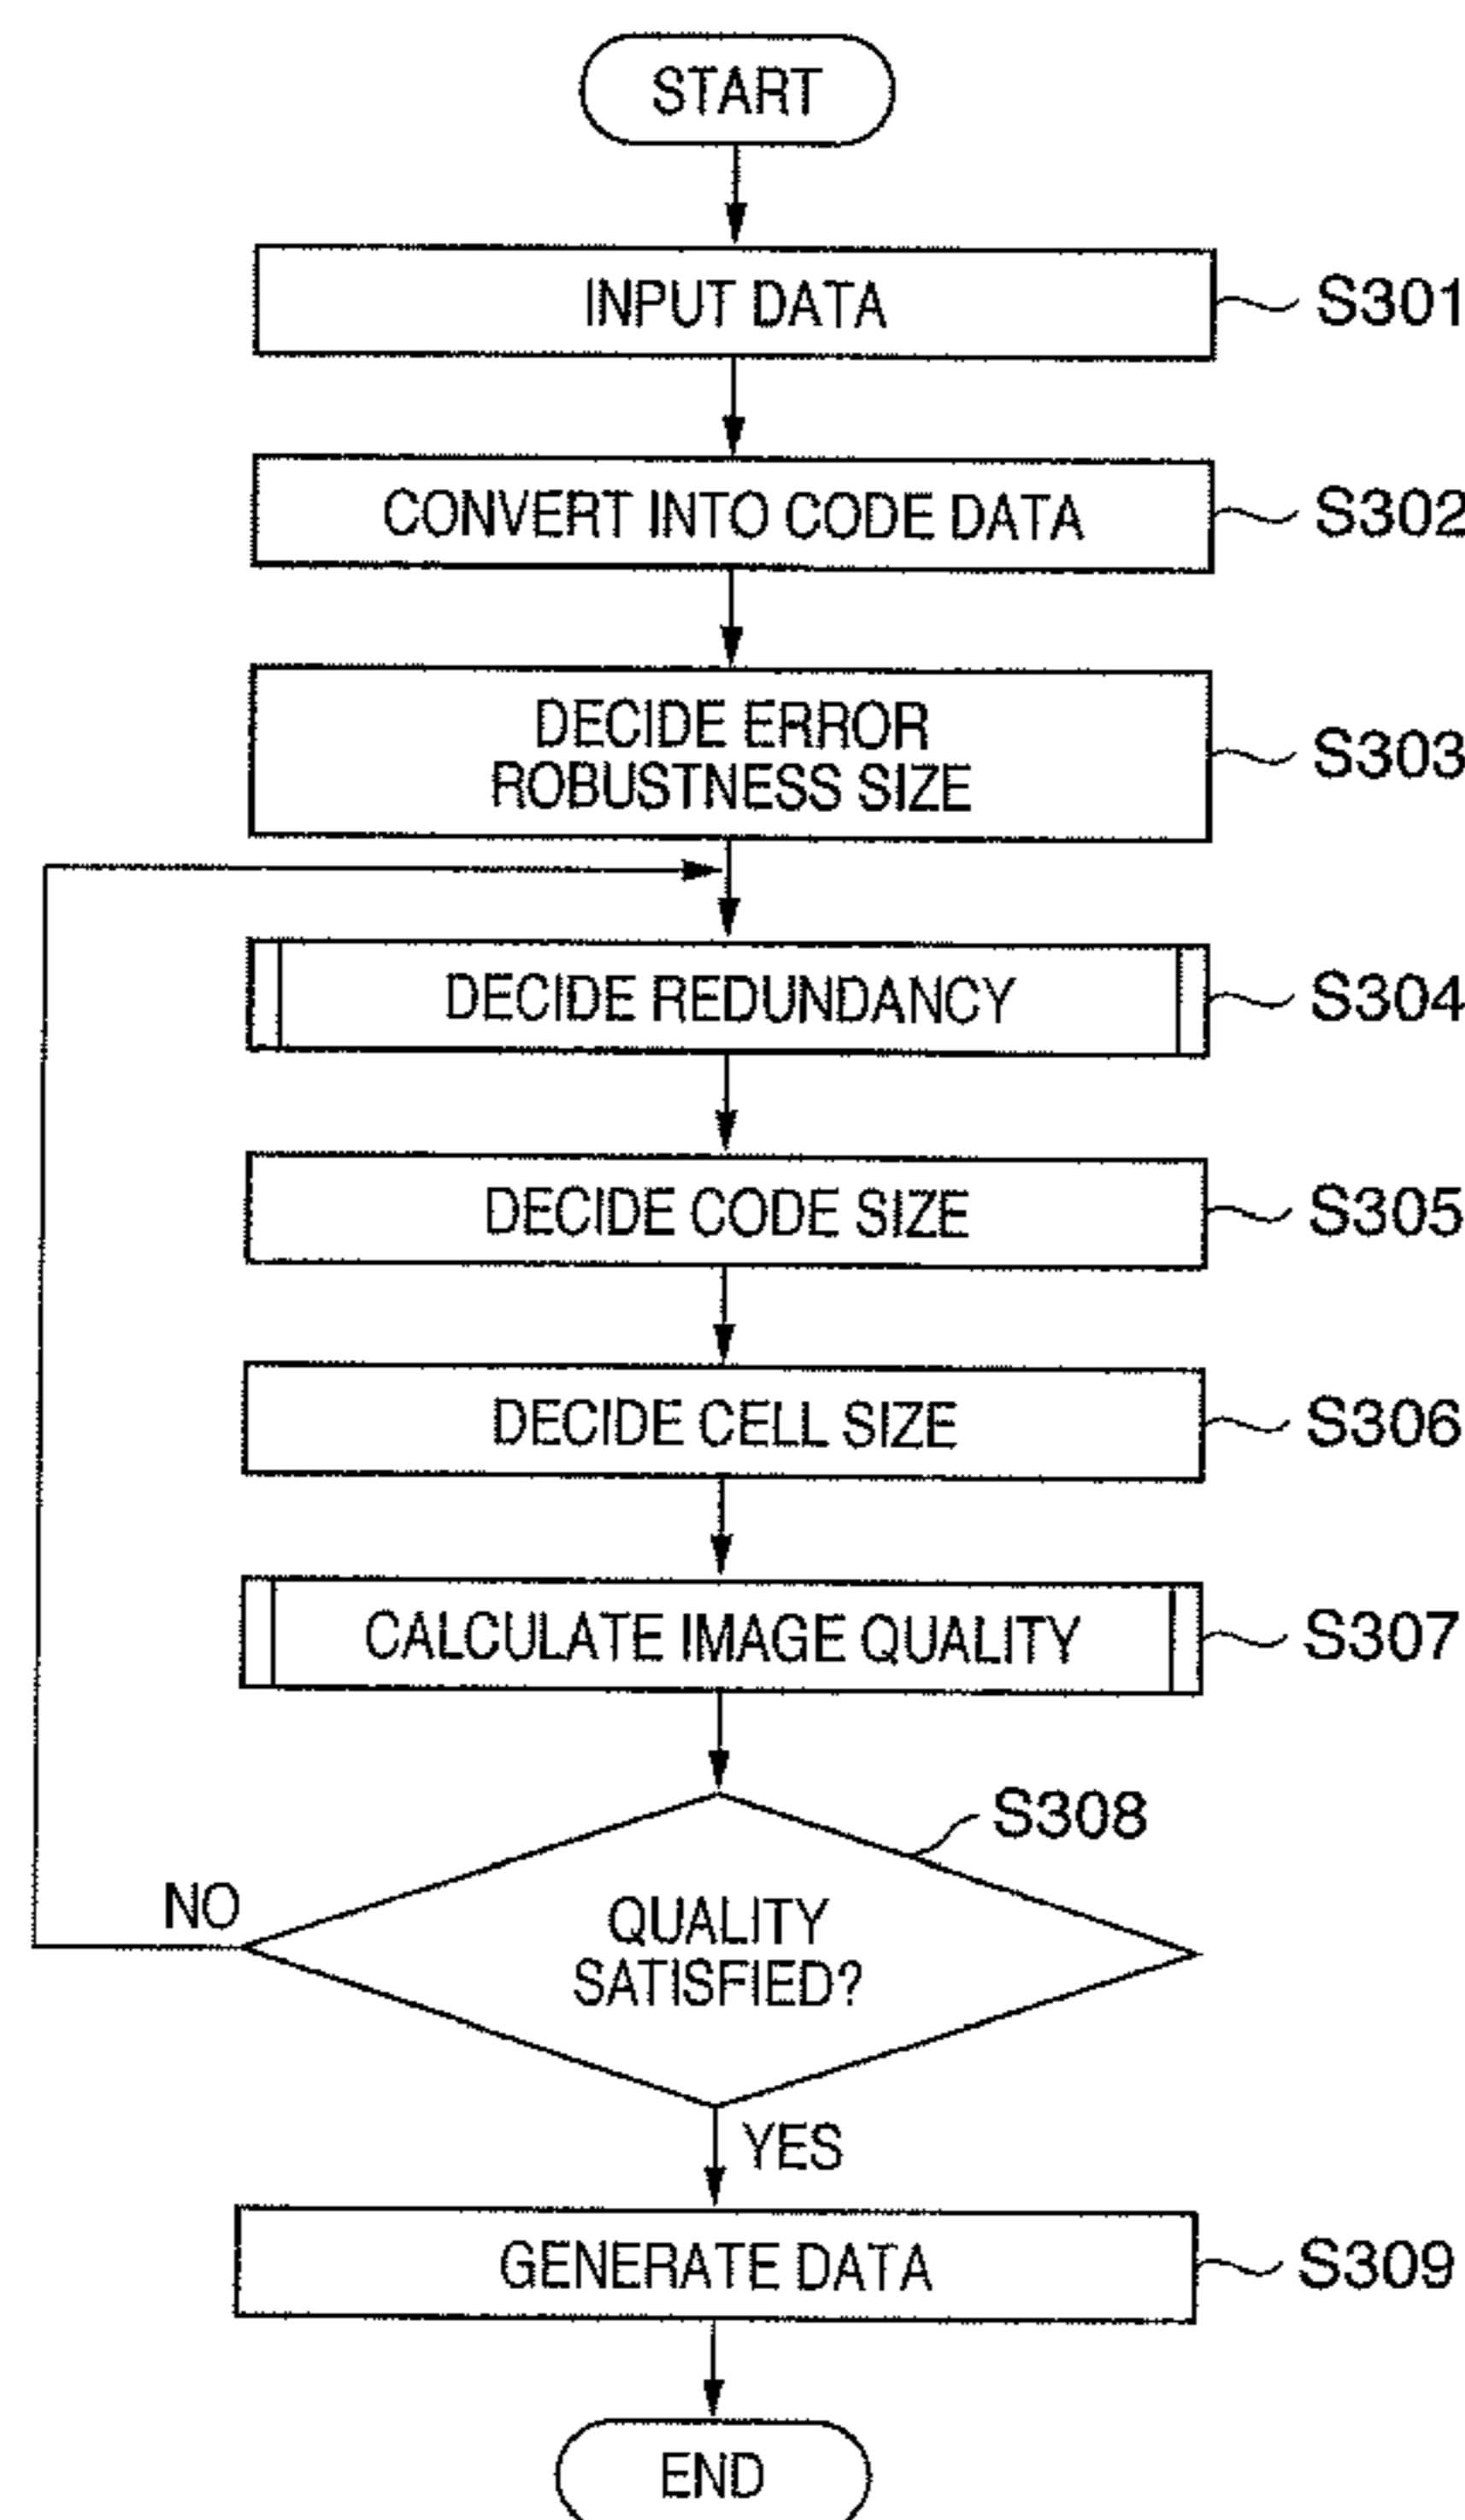 START
INPUT DATA
S301
CONVERT INTO CODE DATA
S302
DECIDE ERROR
ROBUSTNESS SIZE
S303
DECIDE REDUNDANCY
S304
DECIDE CODE SIZE
S305
DECIDE CELL SIZE
S306
CALCULATE IMAGE QUALITY
S307
S308
NO
QUALITY
SATISFIED?
YES
GENERATE DATA
S309
END